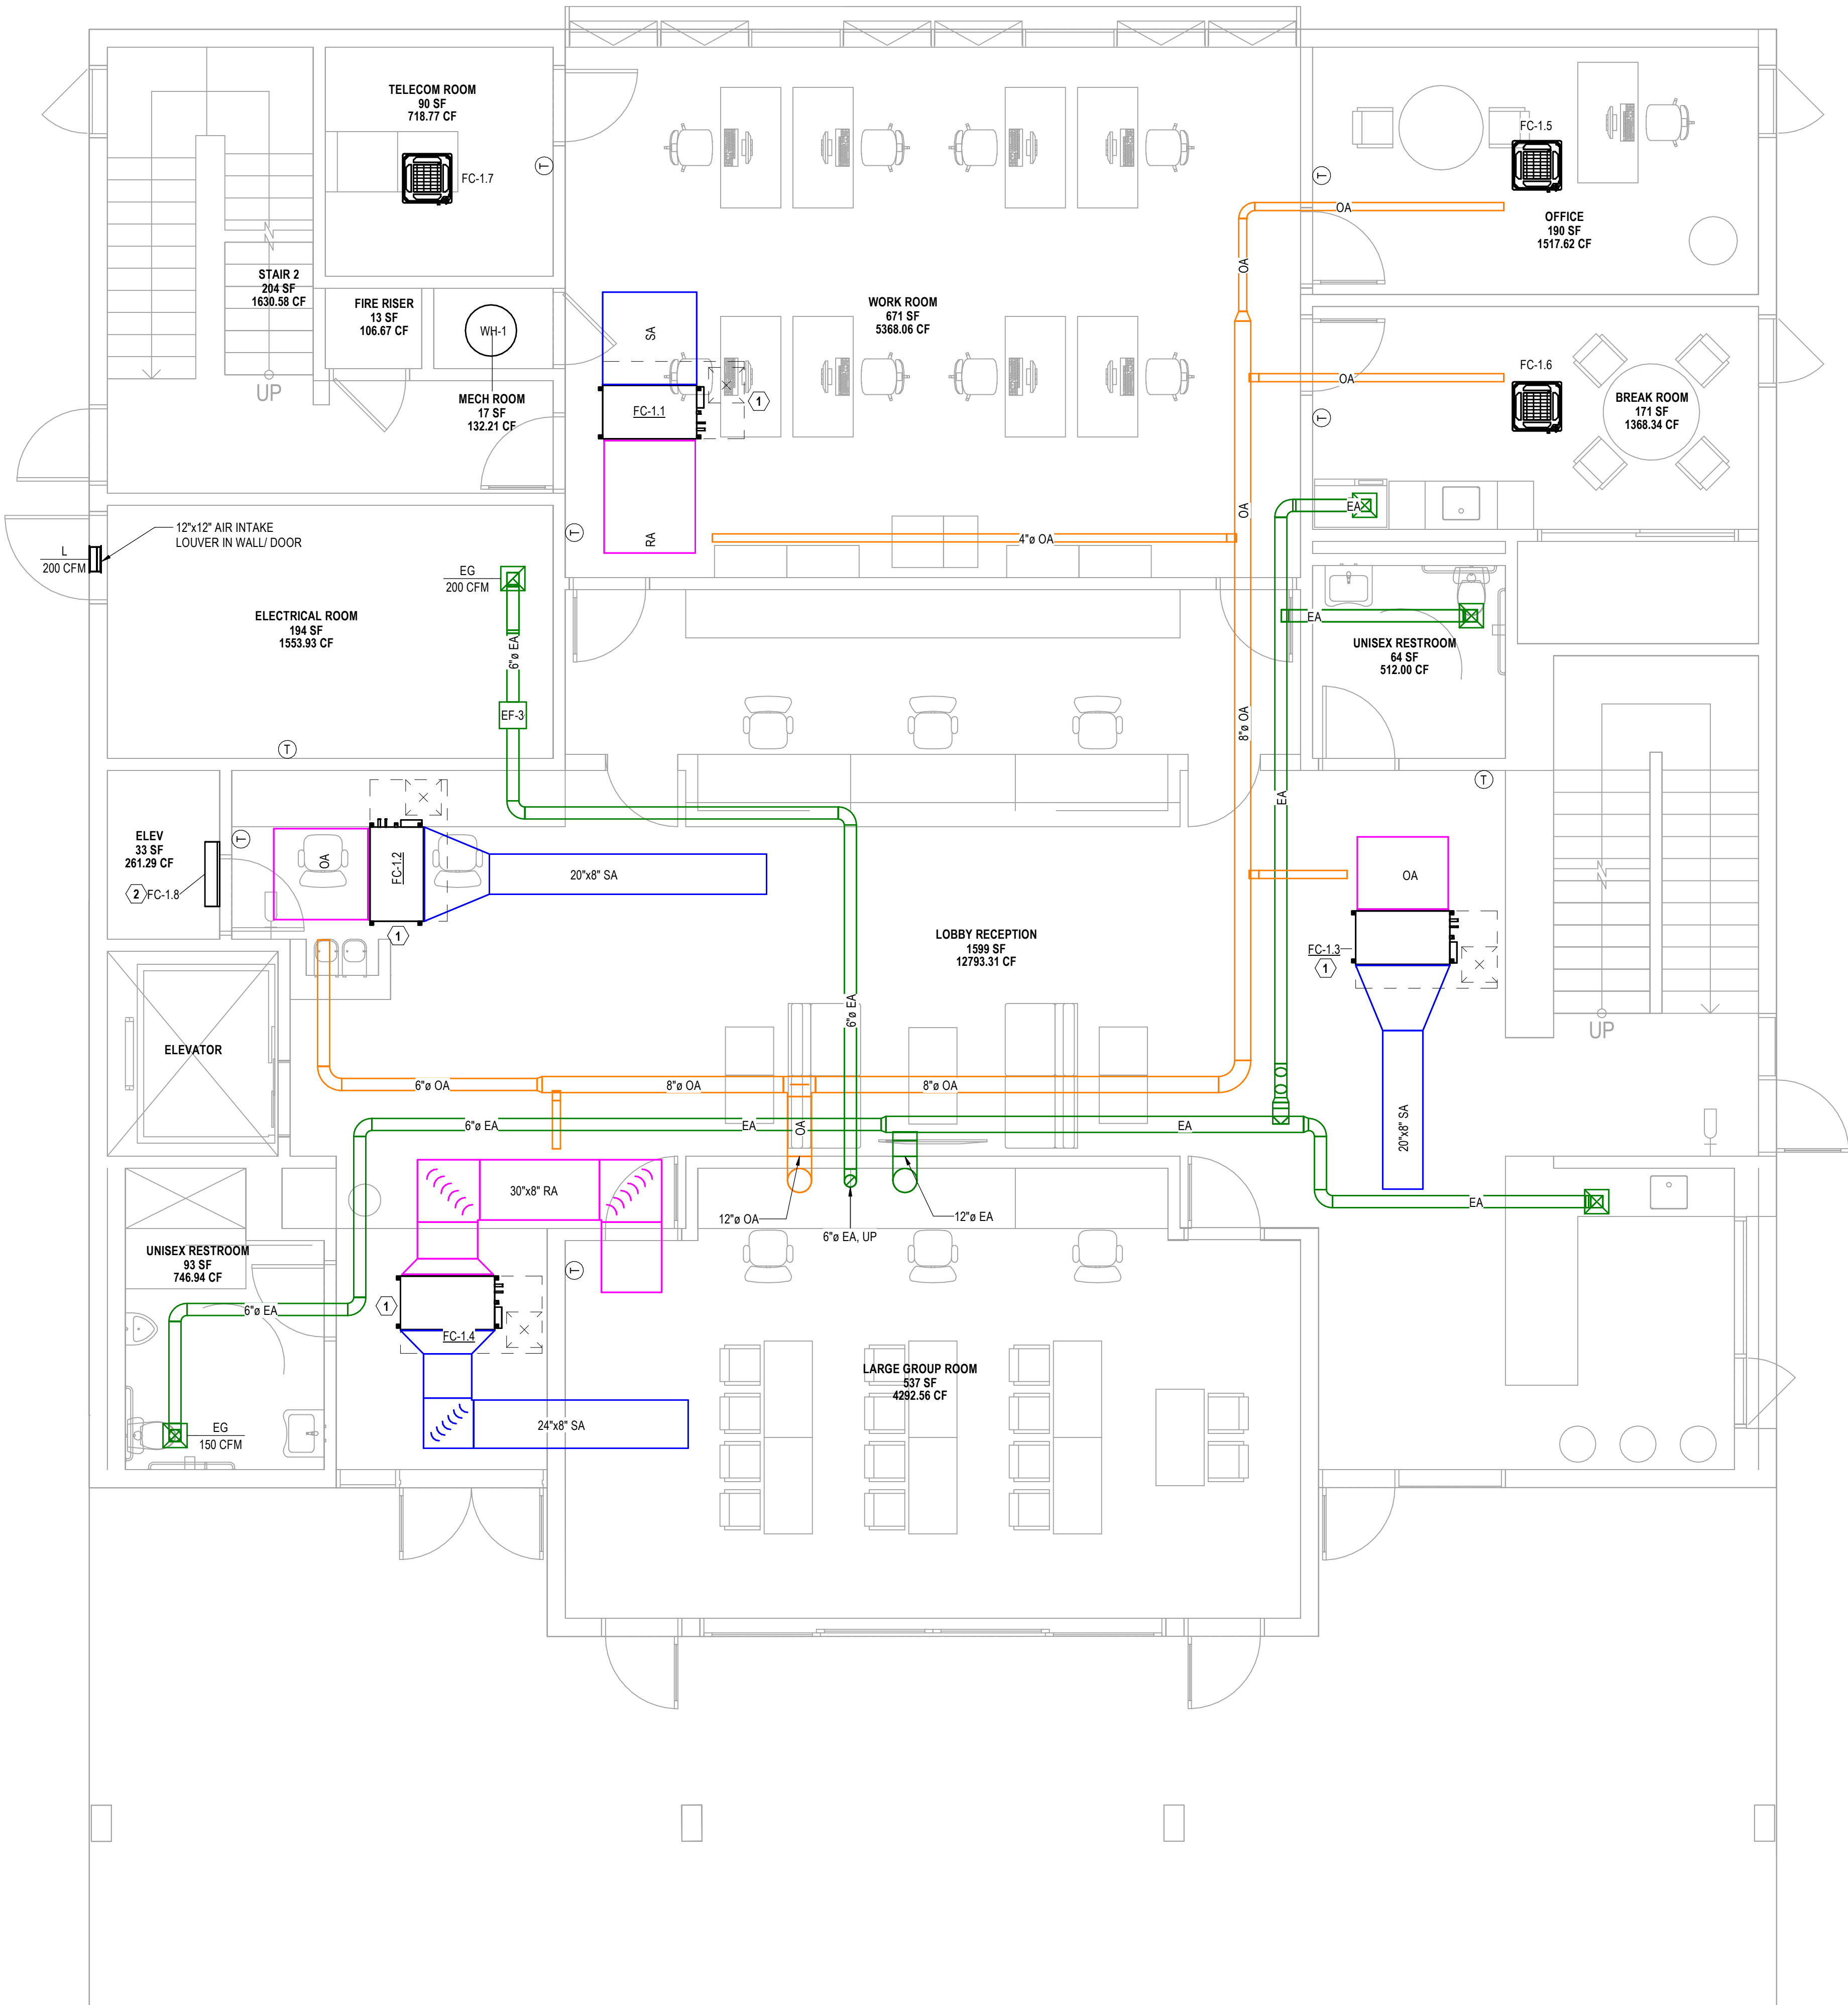 TELECOM ROOM
90 SF
718.77 CF
FC-1.7
T
FC-1.5
T
OA
OFFICE
190 SF
1517.62 CF
OA
STAIR 2
204 SF
1630.58 CF
UP
FIRE RISER
13 SF
106.67 CF
WH-1
MECH ROOM
17 SF
132.21 CF
SA
FC-1.1
1
RA
T
WORK ROOM
671 SF
5368.06 CF
FC-1.6
OA
T
BREAK ROOM
171 SF
1368.34 CF
EA
OA
4"ø OA
12"x12" AIR INTAKE
LOUVER IN WALL/ DOOR
L
200 CFM
EG
200 CFM
ELECTRICAL ROOM
194 SF
1553.93 CF
6"ø EA
EF-3
T
EA
UNISEX RESTROOM
64 SF
512.00 CF
8"ø OA
EA
T
ELEV
33 SF
261.29 CF
2
FC-1.8
T
OA
FC-1.2
1
20"x8" SA
LOBBY RECEPTION
1599 SF
12793.31 CF
OA
FC-1.3
1
20"x8" SA
UP
6"ø EA
ELEVATOR
6"ø OA
8"ø OA
8"ø OA
OA
6"ø EA
EA
EA
EA
30"x8" RA
12"ø OA
6"ø EA, UP
12"ø EA
UNISEX RESTROOM
93 SF
746.94 CF
6"ø EA
1
FC-1.4
T
24"x8" SA
EG
150 CFM
LARGE GROUP ROOM
537 SF
4292.56 CF